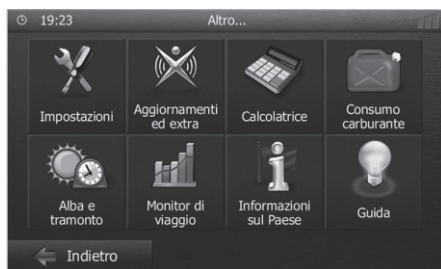 19:23
Altro...
Impostazioni
Aggiornamenti
ed extra
Calcolatrice
Consumo
carburante
Alba e
tramonto
Monitor di
viaggio
Informazioni
sul Paese
Guida
Indietro